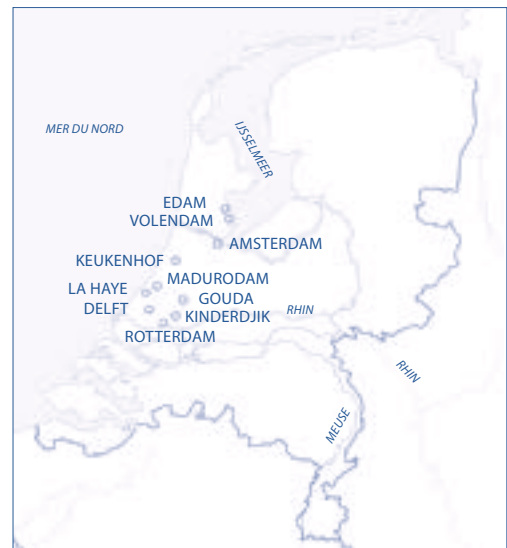 MER DU NORD
IJSSELMEER
EDAM
VOLENDAM
AMSTERDAM
KEUKENHOF
MADURODAM
LA HAYE
GOUDA
DELFT
RHIN
KINDERDJIK
ROTTERDAM
RHIN
MEUSE